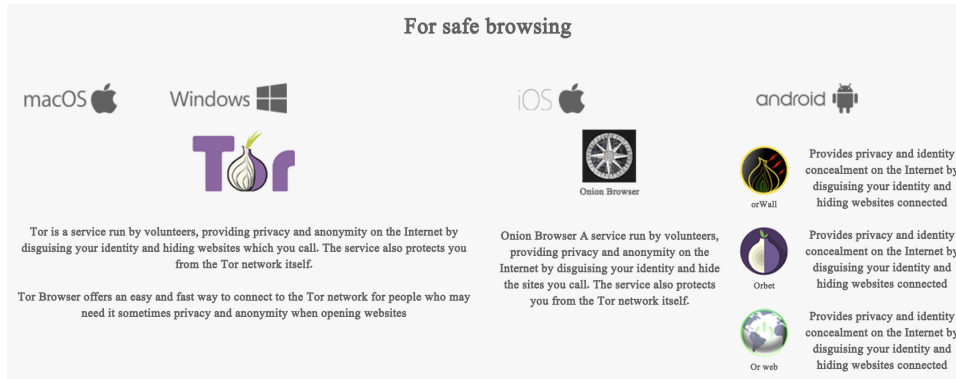 For safe browsing
macOS
Windows
iOS
android
Tor
Tor is a service run by volunteers, providing privacy and anonymity on the Internet by
disguising your identity and hiding websites which you call. The service also protects you
from the Tor network itself.
Tor Browser offers an easy and fast way to connect to the Tor network for people who may
need it sometimes privacy and anonymity when opening websites
Onion Browser
Onion Browser A service run by volunteers,
providing privacy and anonymity on the
Internet by disguising your identity and hide
the sites you call. The service also protects
you from the Tor network itself.
orWall
Provides privacy and identity
concealment on the Internet by
disguising your identity and
hiding websites connected
Orbet
Provides privacy and identity
concealment on the Internet by
disguising your identity and
hiding websites connected
Or web
Provides privacy and identity
concealment on the Internet by
disguising your identity and
hiding websites connected